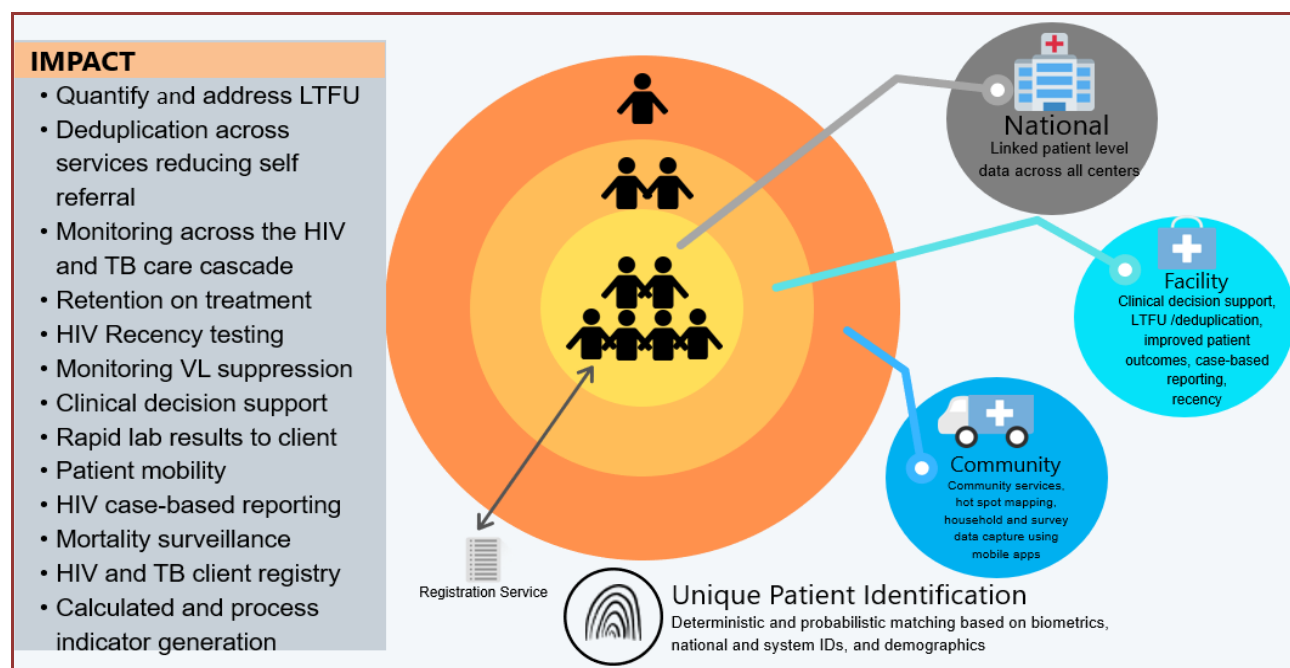 IMPACT
• Quantify and address LTFU
• Deduplication across
services reducing self
referral
• Monitoring across the HIV
and TB care cascade
• Retention on treatment
• HIV Recency testing
• Monitoring VL suppression
• Clinical decision support
• Rapid lab results to client
• Patient mobility
• HIV case-based reporting
• Mortality surveillance
• HIV and TB client registry
• Calculated and process
indicator generation
National
Linked patient level
data across all centers
Facility
Clinical decision support,
LTFU /deduplication,
improved patient
outcomes, case-based
reporting,
recency
Community
Community services,
hot spot mapping,
household and survey
data capture using
mobile apps
Registration Service
Unique Patient Identification
Deterministic and probabilistic matching based on biometrics,
national and system IDs, and demographics